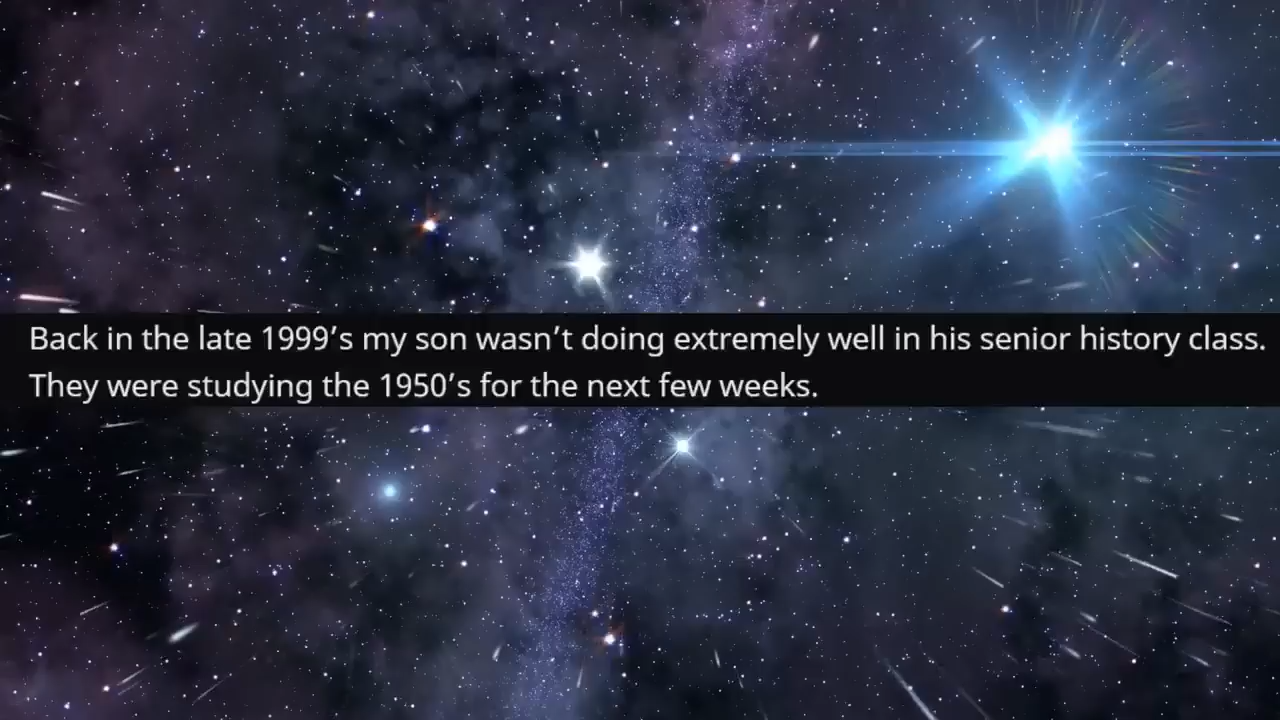 Back in the late 1999’s my son wasn’t doing extremely well in his senior history class.
They were studying the 1950’s for the next few weeks.